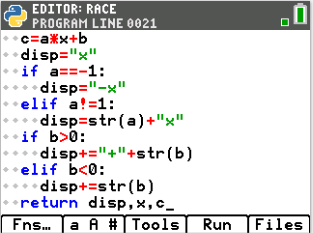 EDITOR: RACE
PROGRAM LINE 0021
c=a*x+b
disp="x"
if a==-1:
disp="-x"
elif a!=1:
disp=str(a)+"x"
if b>0:
disp+="+"+str(b)
elif b<0:
disp+=str(b)
return disp,x,c_
Fns… a A # Tools Run Files